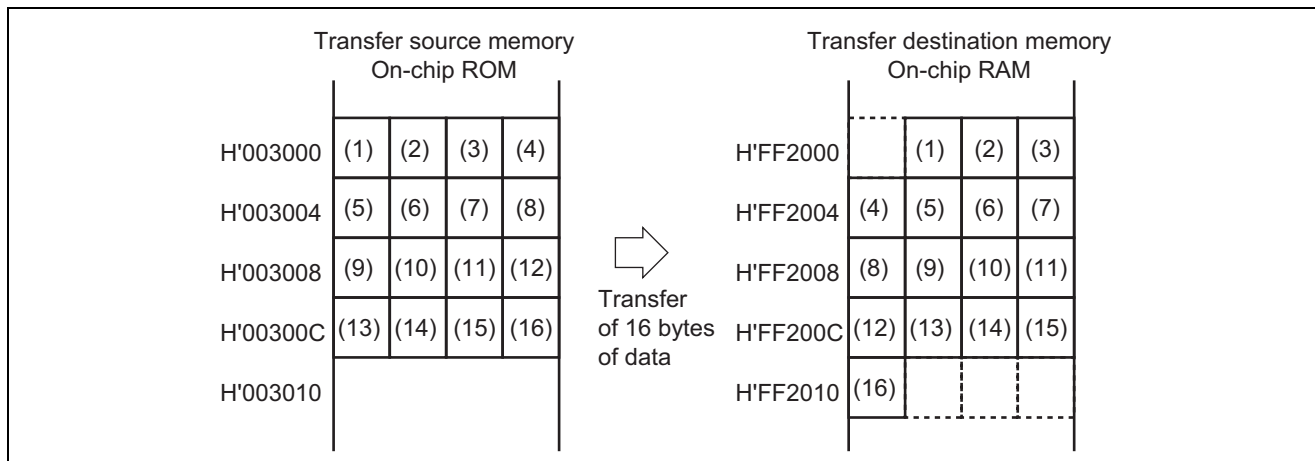 Transfer source memory
On-chip ROM
H'003000 (1) (2) (3) (4)
H'003004 (5) (6) (7) (8)
H'003008 (9) (10) (11) (12)
H'00300C (13) (14) (15) (16)
H'003010
Transfer
of 16 bytes
of data
Transfer destination memory
On-chip RAM
H'FF2000 (1) (2) (3)
H'FF2004 (4) (5) (6) (7)
H'FF2008 (8) (9) (10) (11)
H'FF200C (12) (13) (14) (15)
H'FF2010 (16)